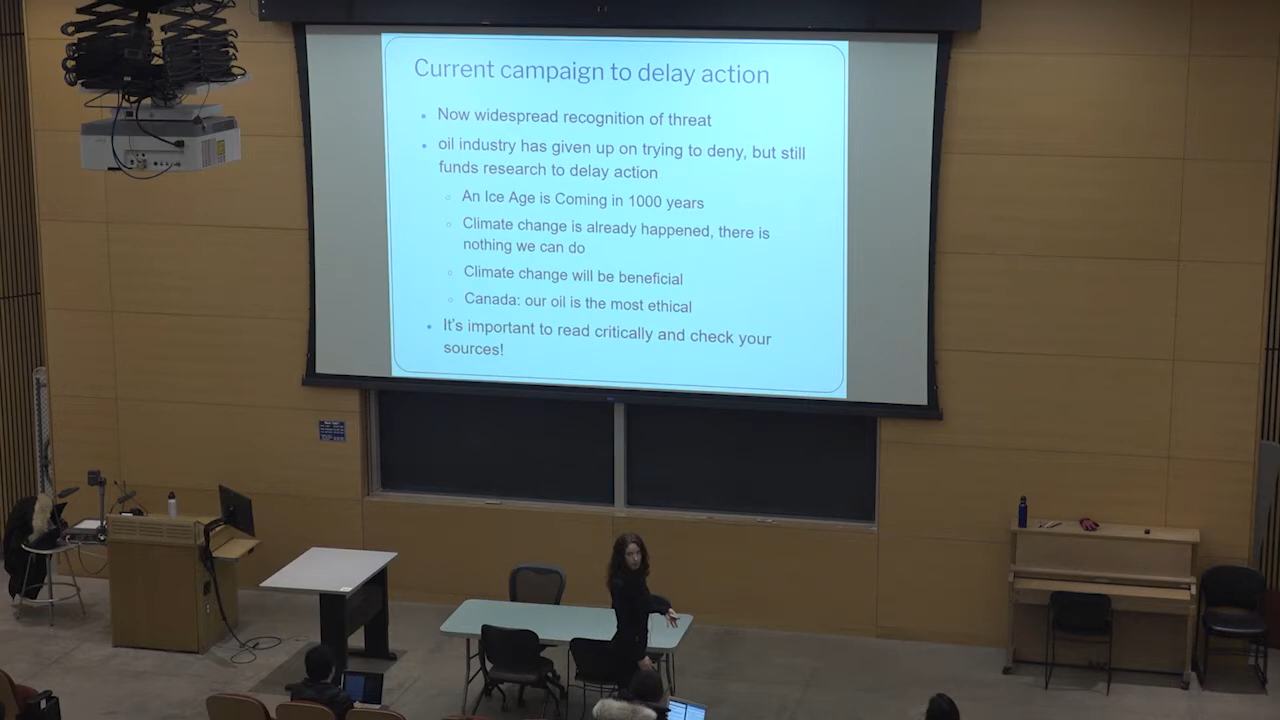 Current campaign to delay action
Now widespread recognition of threat
oil industry has given up on trying to deny, but still
funds research to delay action
An Ice Age is Coming in 1000 years
Climate change is already happened, there is
nothing we can do
Climate change will be beneficial
Canada: our oil is the most ethical
It's important to read critically and check your
sources!